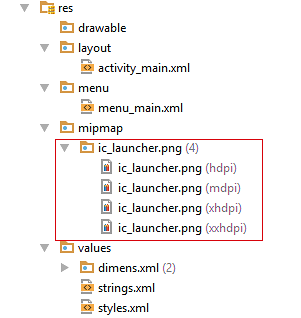 res
drawable
layout
activity_main.xml
menu
menu_main.xml
mipmap
ic_launcher.png (4)
ic_launcher.png (hdpi)
ic_launcher.png (mdpi)
ic_launcher.png (xhdpi)
ic_launcher.png (xxhdpi)
values
dimens.xml (2)
strings.xml
styles.xml